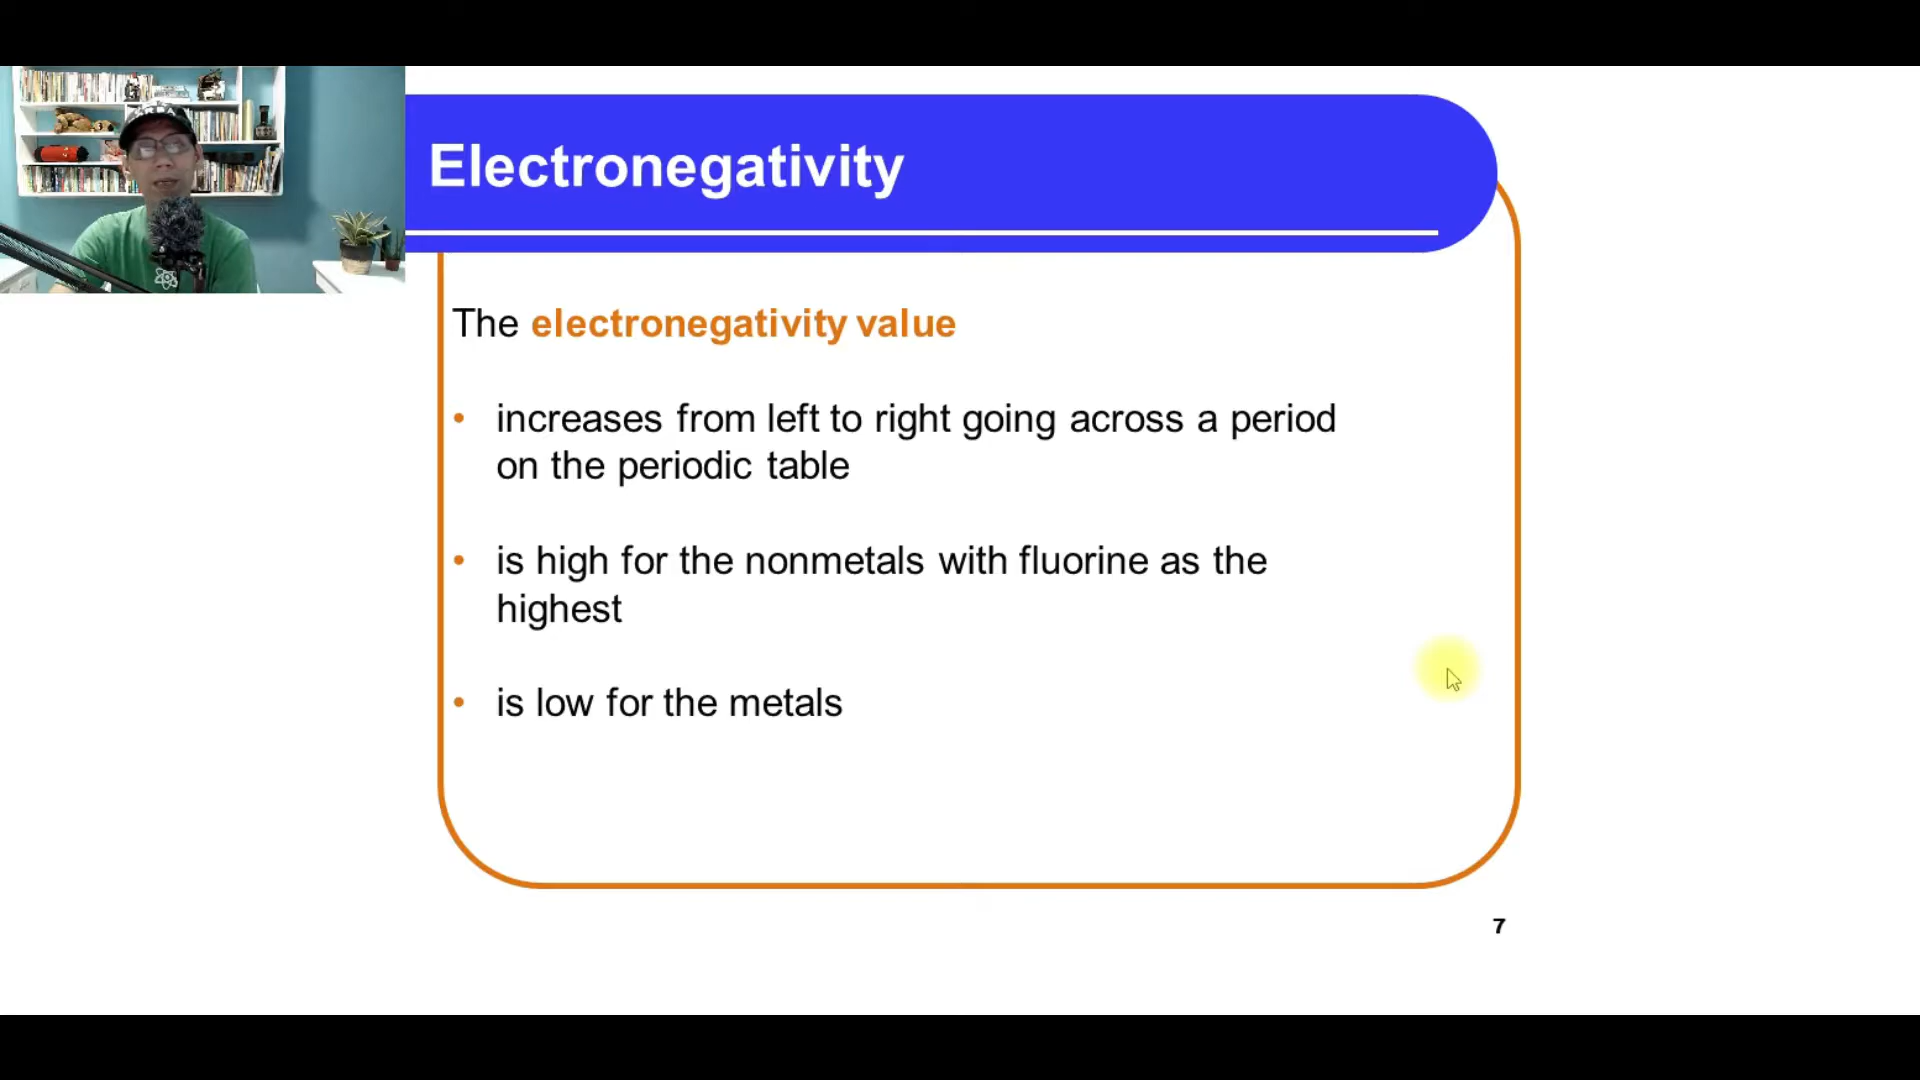 Electronegativity
The electronegativity value
• increases from left to right going across a period
on the periodic table
• is high for the nonmetals with fluorine as the
highest
• is low for the metals
7